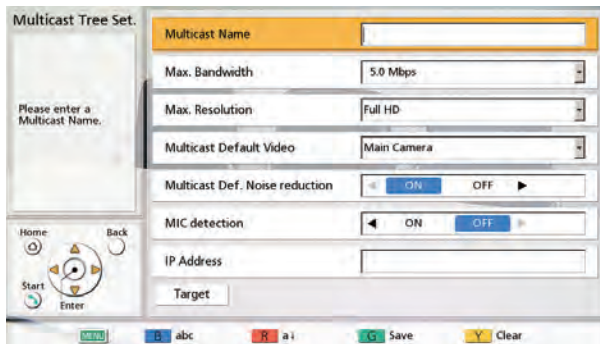 Multicast Tree Set.
Please enter a
Multicast Name.
Multicast Name
Max. Bandwidth
5.0 Mbps
Max. Resolution
Full HD
Multicast Default Video
Main Camera
Multicast Def. Noise reduction
ON OFF
MIC detection
ON OFF
IP Address
Target
Home Back
Start
Enter
MENU B abc R a↓ G Save Y Clear